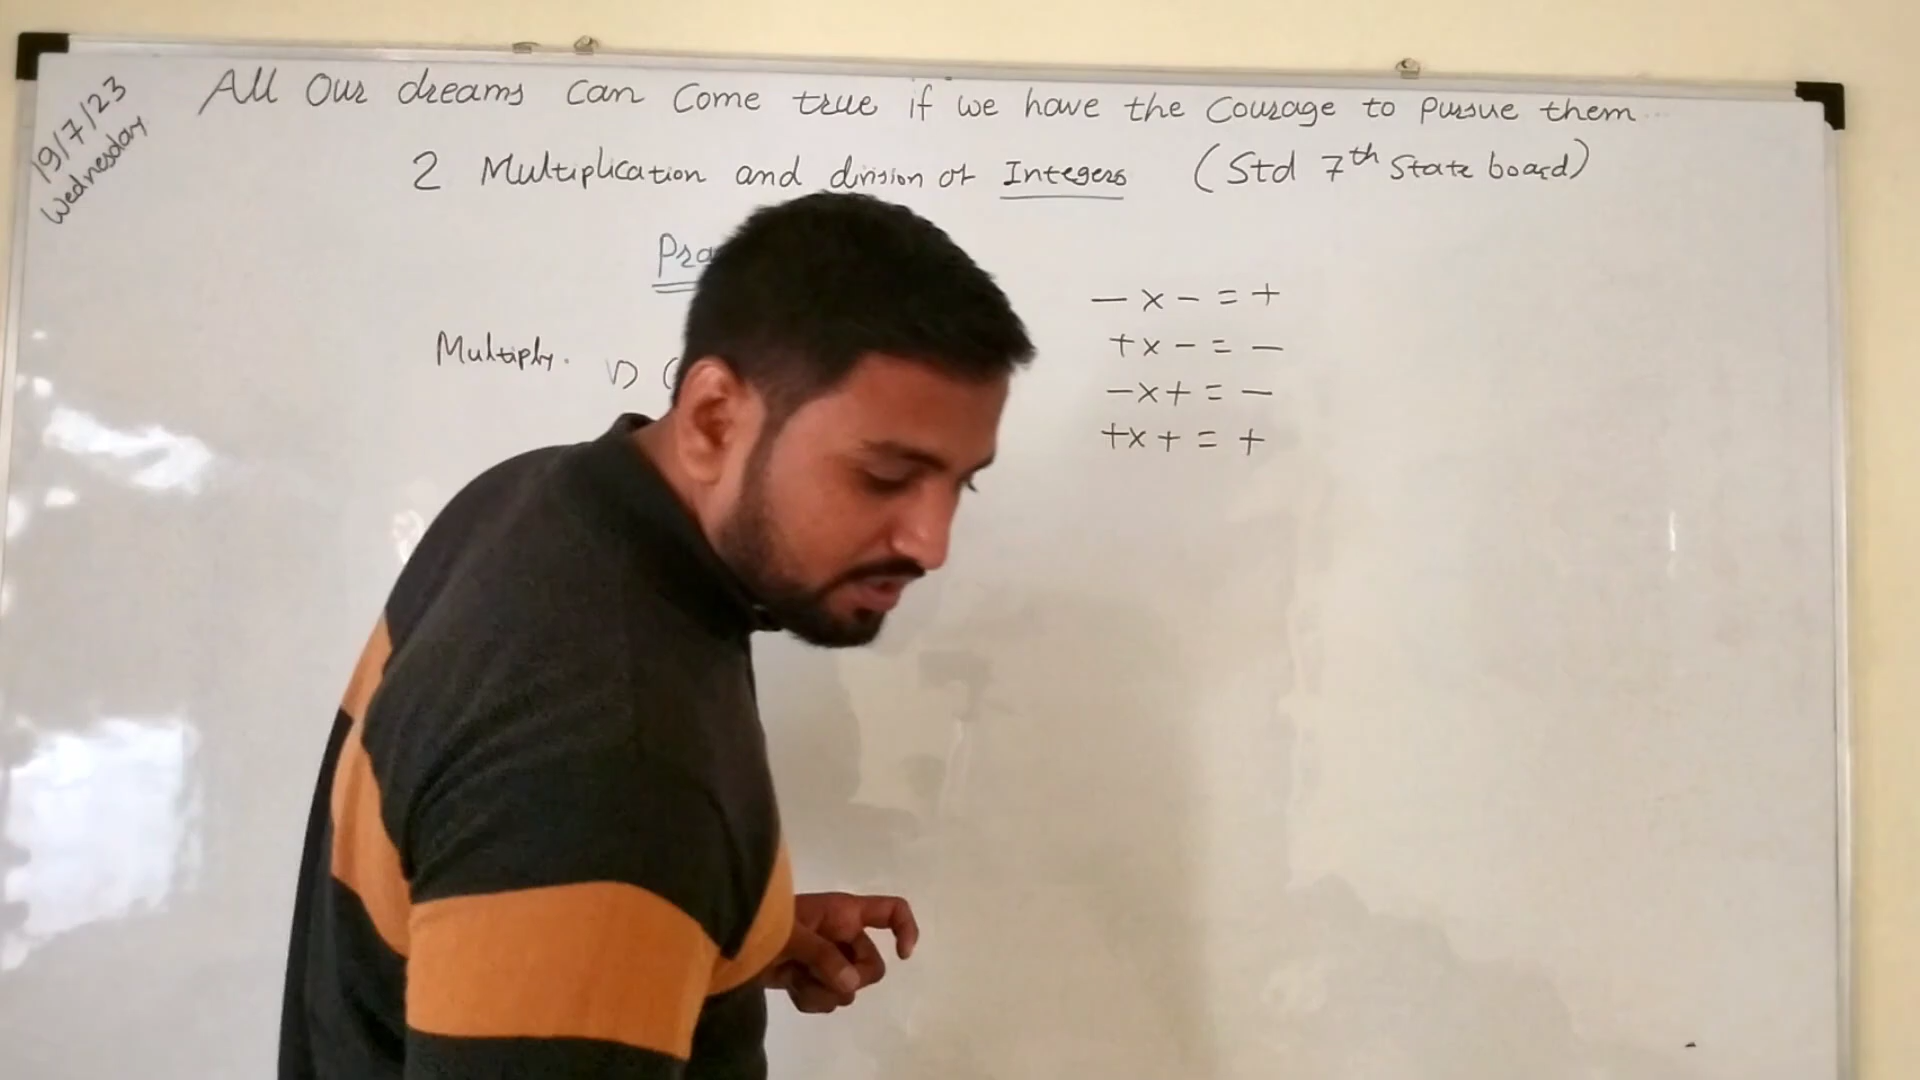 19/7/23
Wednesday
All Our dreams can come true if we have the courage to pursue them...
2 Multiplication and division of Integers (Std 7th State board)
- x - = +
+ x - = -
- x + = -
+ x + = +
Multiply. 1) (